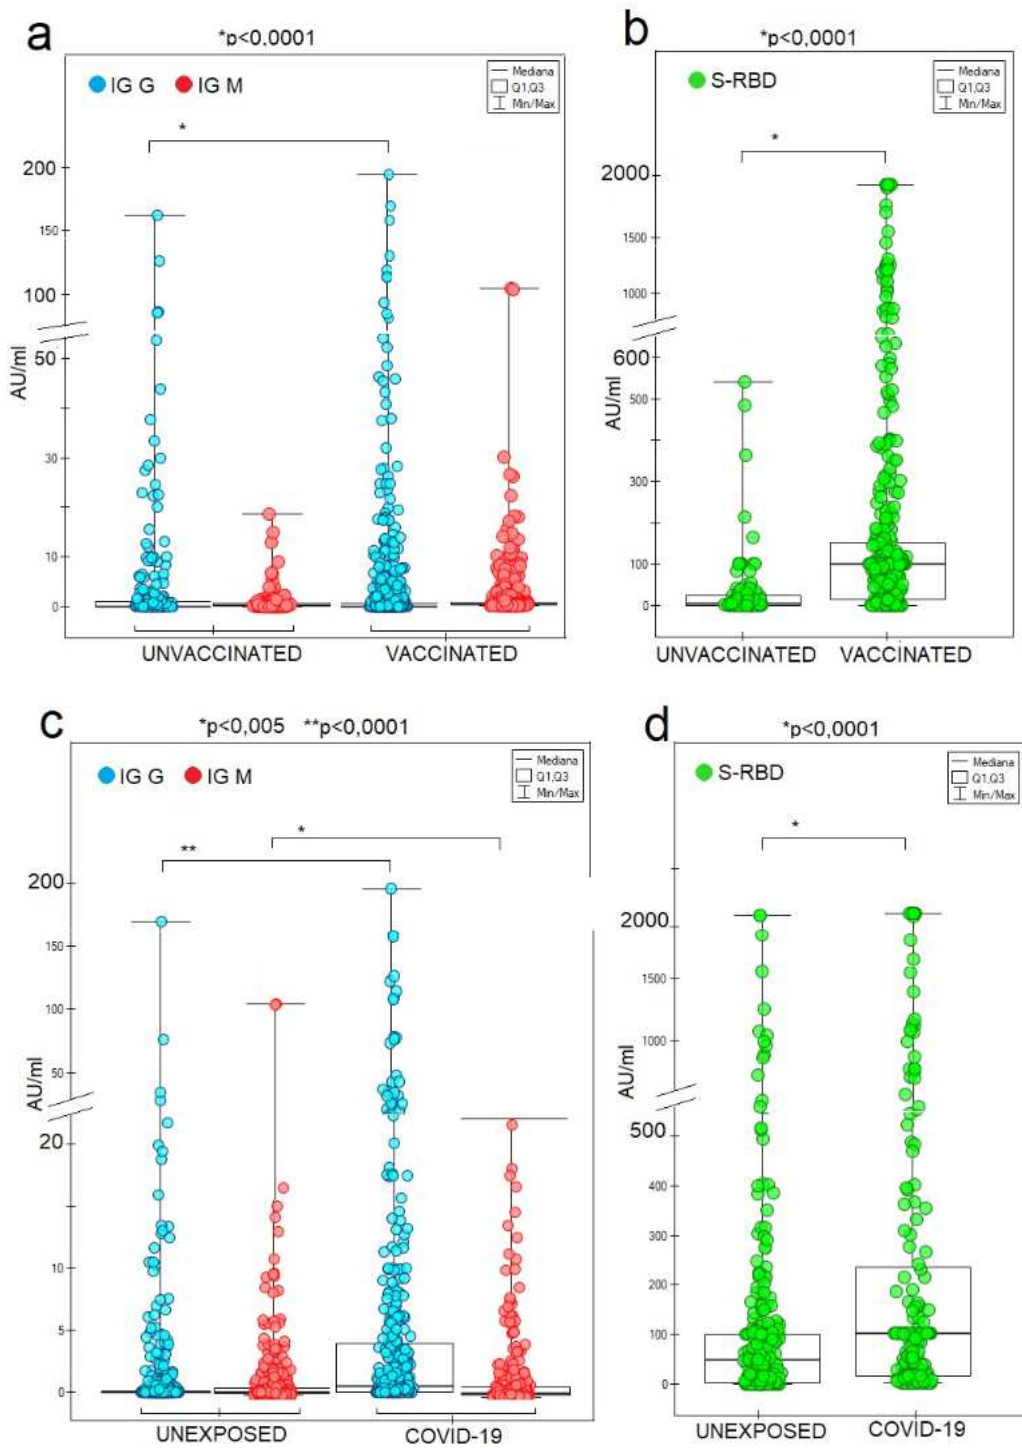 a
*p<0.0001
IG G IG M
Mediana
Q1,Q3
Min/Max
*
200
150
100
50
30
10
0
AU/ml
UNVACCINATED VACCINATED
b
*p<0,0001
S-RBD
Mediana
Q1,Q3
Min/Max
*
2000
1500
1000
600
500
300
100
0
AU/ml
UNVACCINATED VACCINATED
c
*p<0,005 **p<0,0001
IG G IG M
Mediana
Q1,Q3
Min/Max
*
**
200
150
100
50
20
10
5
0
AU/ml
UNEXPOSED COVID-19
d
*p<0,0001
S-RBD
Mediana
Q1,Q3
Min/Max
*
2000
1500
1000
500
400
300
200
100
0
AU/ml
UNEXPOSED COVID-19